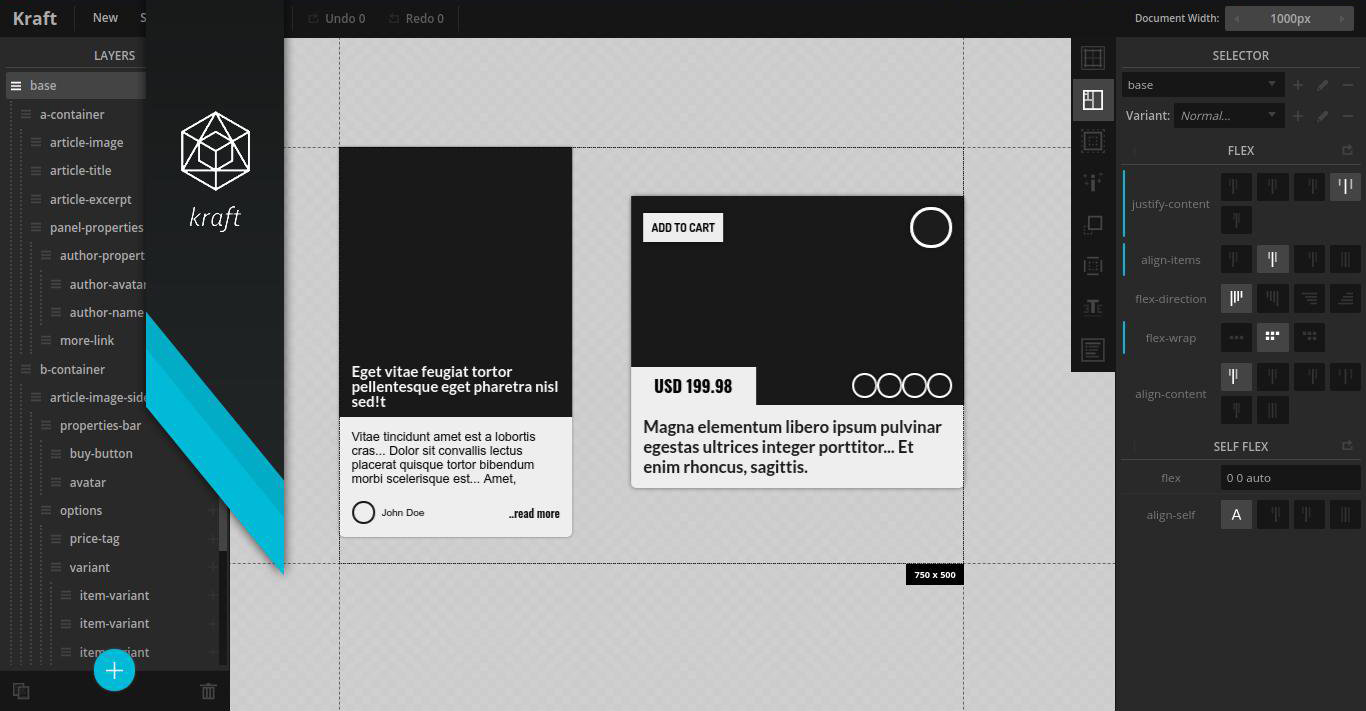 Kraft
New
Undo 0
Redo 0
Document Width:
1000px
LAYERS
base
a-container
article-image
article-title
article-excerpt
panel-properties
author-propert
author-avatar
author-name
more-link
b-container
article-image-side
properties-bar
buy-button
avatar
options
price-tag
variant
item-variant
item-variant
kraft
ADD TO CART
Eget vitae feugiat tortor
pellentesque eget pharetra nisl
sed!t
Vitae tincidunt amet est a lobortis
cras... Dolor sit convallis lectus
placerat quisque tortor bibendum
morbi scelerisque est... Amet,
John Doe
..read more
USD 199.98
Magna elementum libero ipsum pulvinar
egestas ultrices integer porttitor... Et
enim rhoncus, sagittis.
750 x 500
SELECTOR
base
Variant:
Normal...
FLEX
justify-content
align-items
flex-direction
flex-wrap
align-content
SELF FLEX
flex
0 0 auto
align-self
A